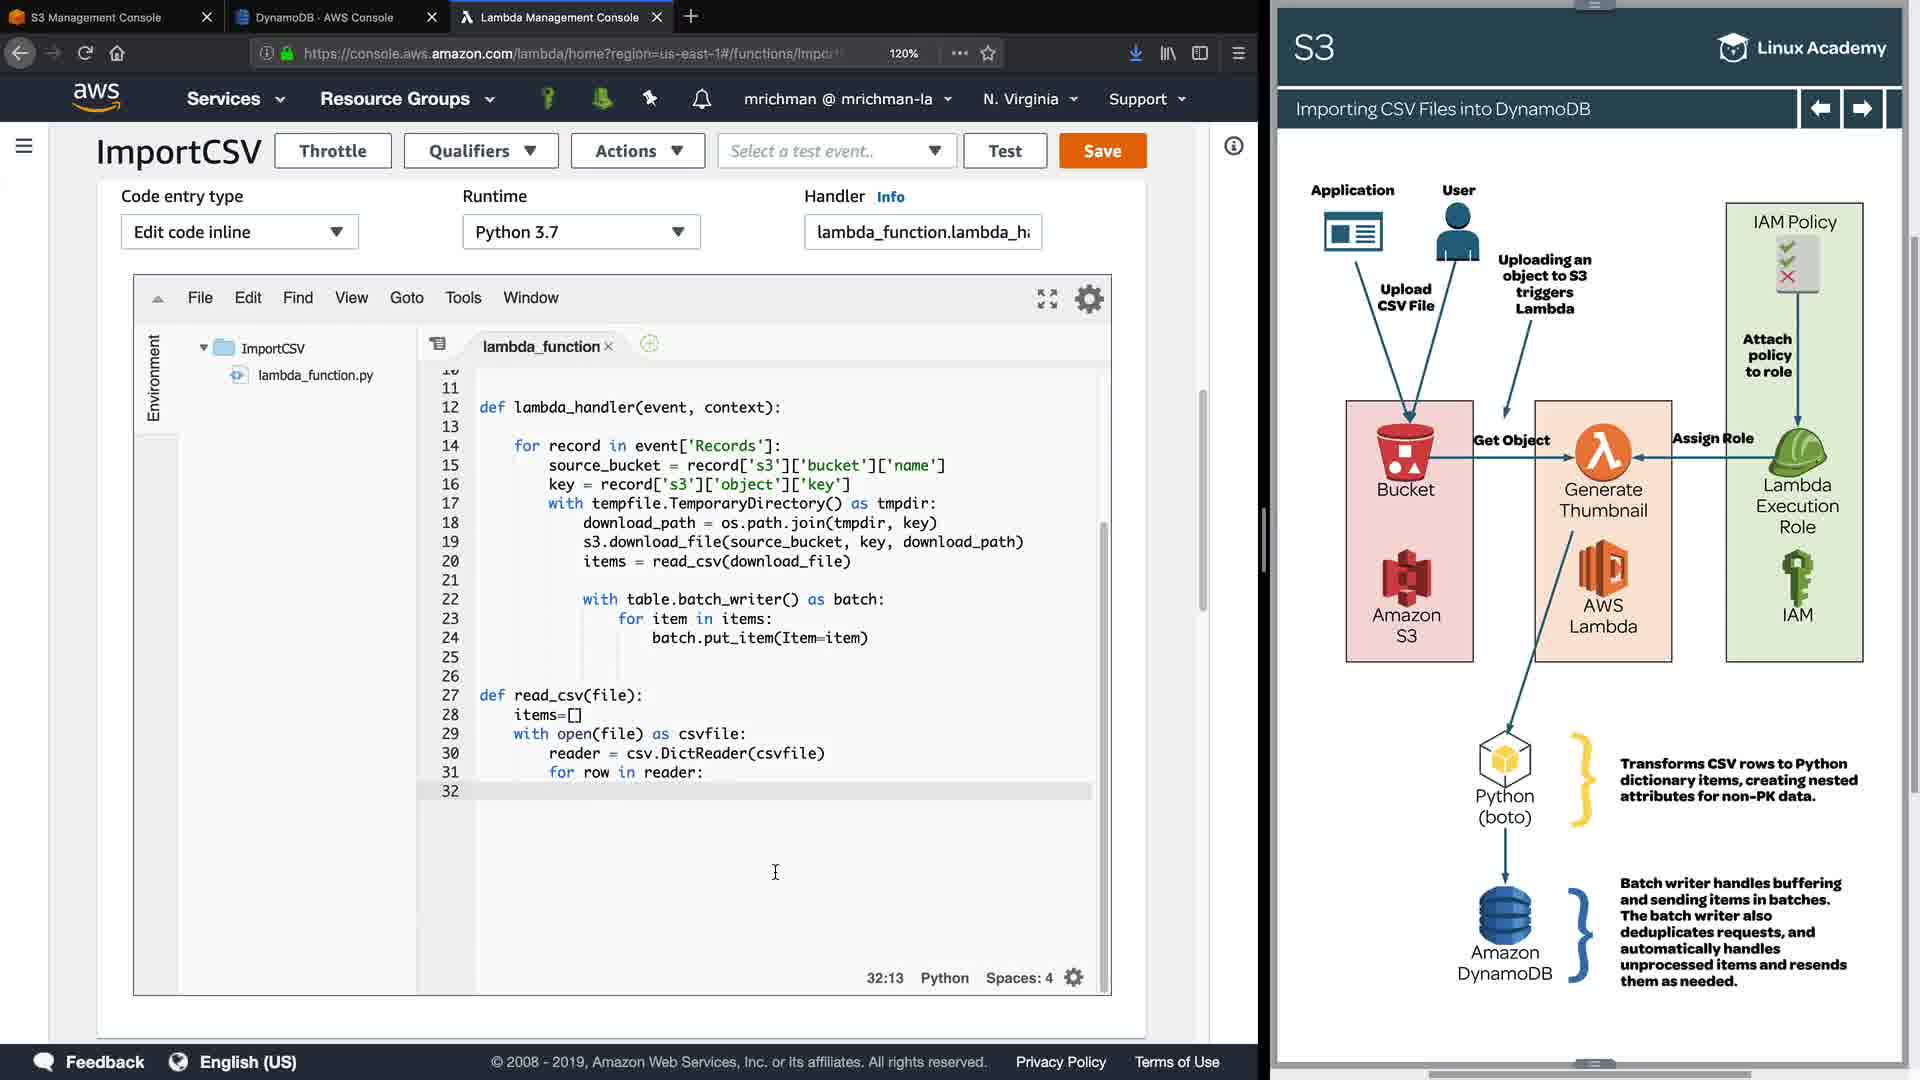 S3 Management Console
DynamoDB - AWS Console
Lambda Management Console
https://console.aws.amazon.com/lambda/home?region=us-east-1#/functions/Impor
120%
aws
Services
Resource Groups
mrichman @ mrichman-la
N. Virginia
Support
ImportCSV
Throttle
Qualifiers
Actions
Select a test event..
Test
Save
Code entry type
Runtime
Handler Info
Edit code inline
Python 3.7
lambda_function.lambda_ha
File Edit Find View Goto Tools Window
Environment
ImportCSV
lambda_function.py
lambda_function
10
11
12 def lambda_handler(event, context):
13
14 for record in event['Records']:
15 source_bucket = record['s3']['bucket']['name']
16 key = record['s3']['object']['key']
17 with tempfile.TemporaryDirectory() as tmpdir:
18 download_path = os.path.join(tmpdir, key)
19 s3.download_file(source_bucket, key, download_path)
20 items = read_csv(download_file)
21
22 with table.batch_writer() as batch:
23 for item in items:
24 batch.put_item(Item=item)
25
26
27 def read_csv(file):
28 items=[]
29 with open(file) as csvfile:
30 reader = csv.DictReader(csvfile)
31 for row in reader:
32
32:13 Python Spaces: 4
Feedback
English (US)
© 2008 - 2019, Amazon Web Services, Inc. or its affiliates. All rights reserved.
Privacy Policy
Terms of Use
S3
Linux Academy
Importing CSV Files into DynamoDB
Application
User
Upload
CSV File
Uploading an
object to S3
triggers
Lambda
IAM Policy
Attach
policy
to role
Get Object
Assign Role
Bucket
Generate
Thumbnail
Lambda
Execution
Role
Amazon
S3
AWS
Lambda
IAM
Python
(boto)
Transforms CSV rows to Python
dictionary items, creating nested
attributes for non-PK data.
Amazon
DynamoDB
Batch writer handles buffering
and sending items in batches.
The batch writer also
deduplicates requests, and
automatically handles
unprocessed items and resends
them as needed.